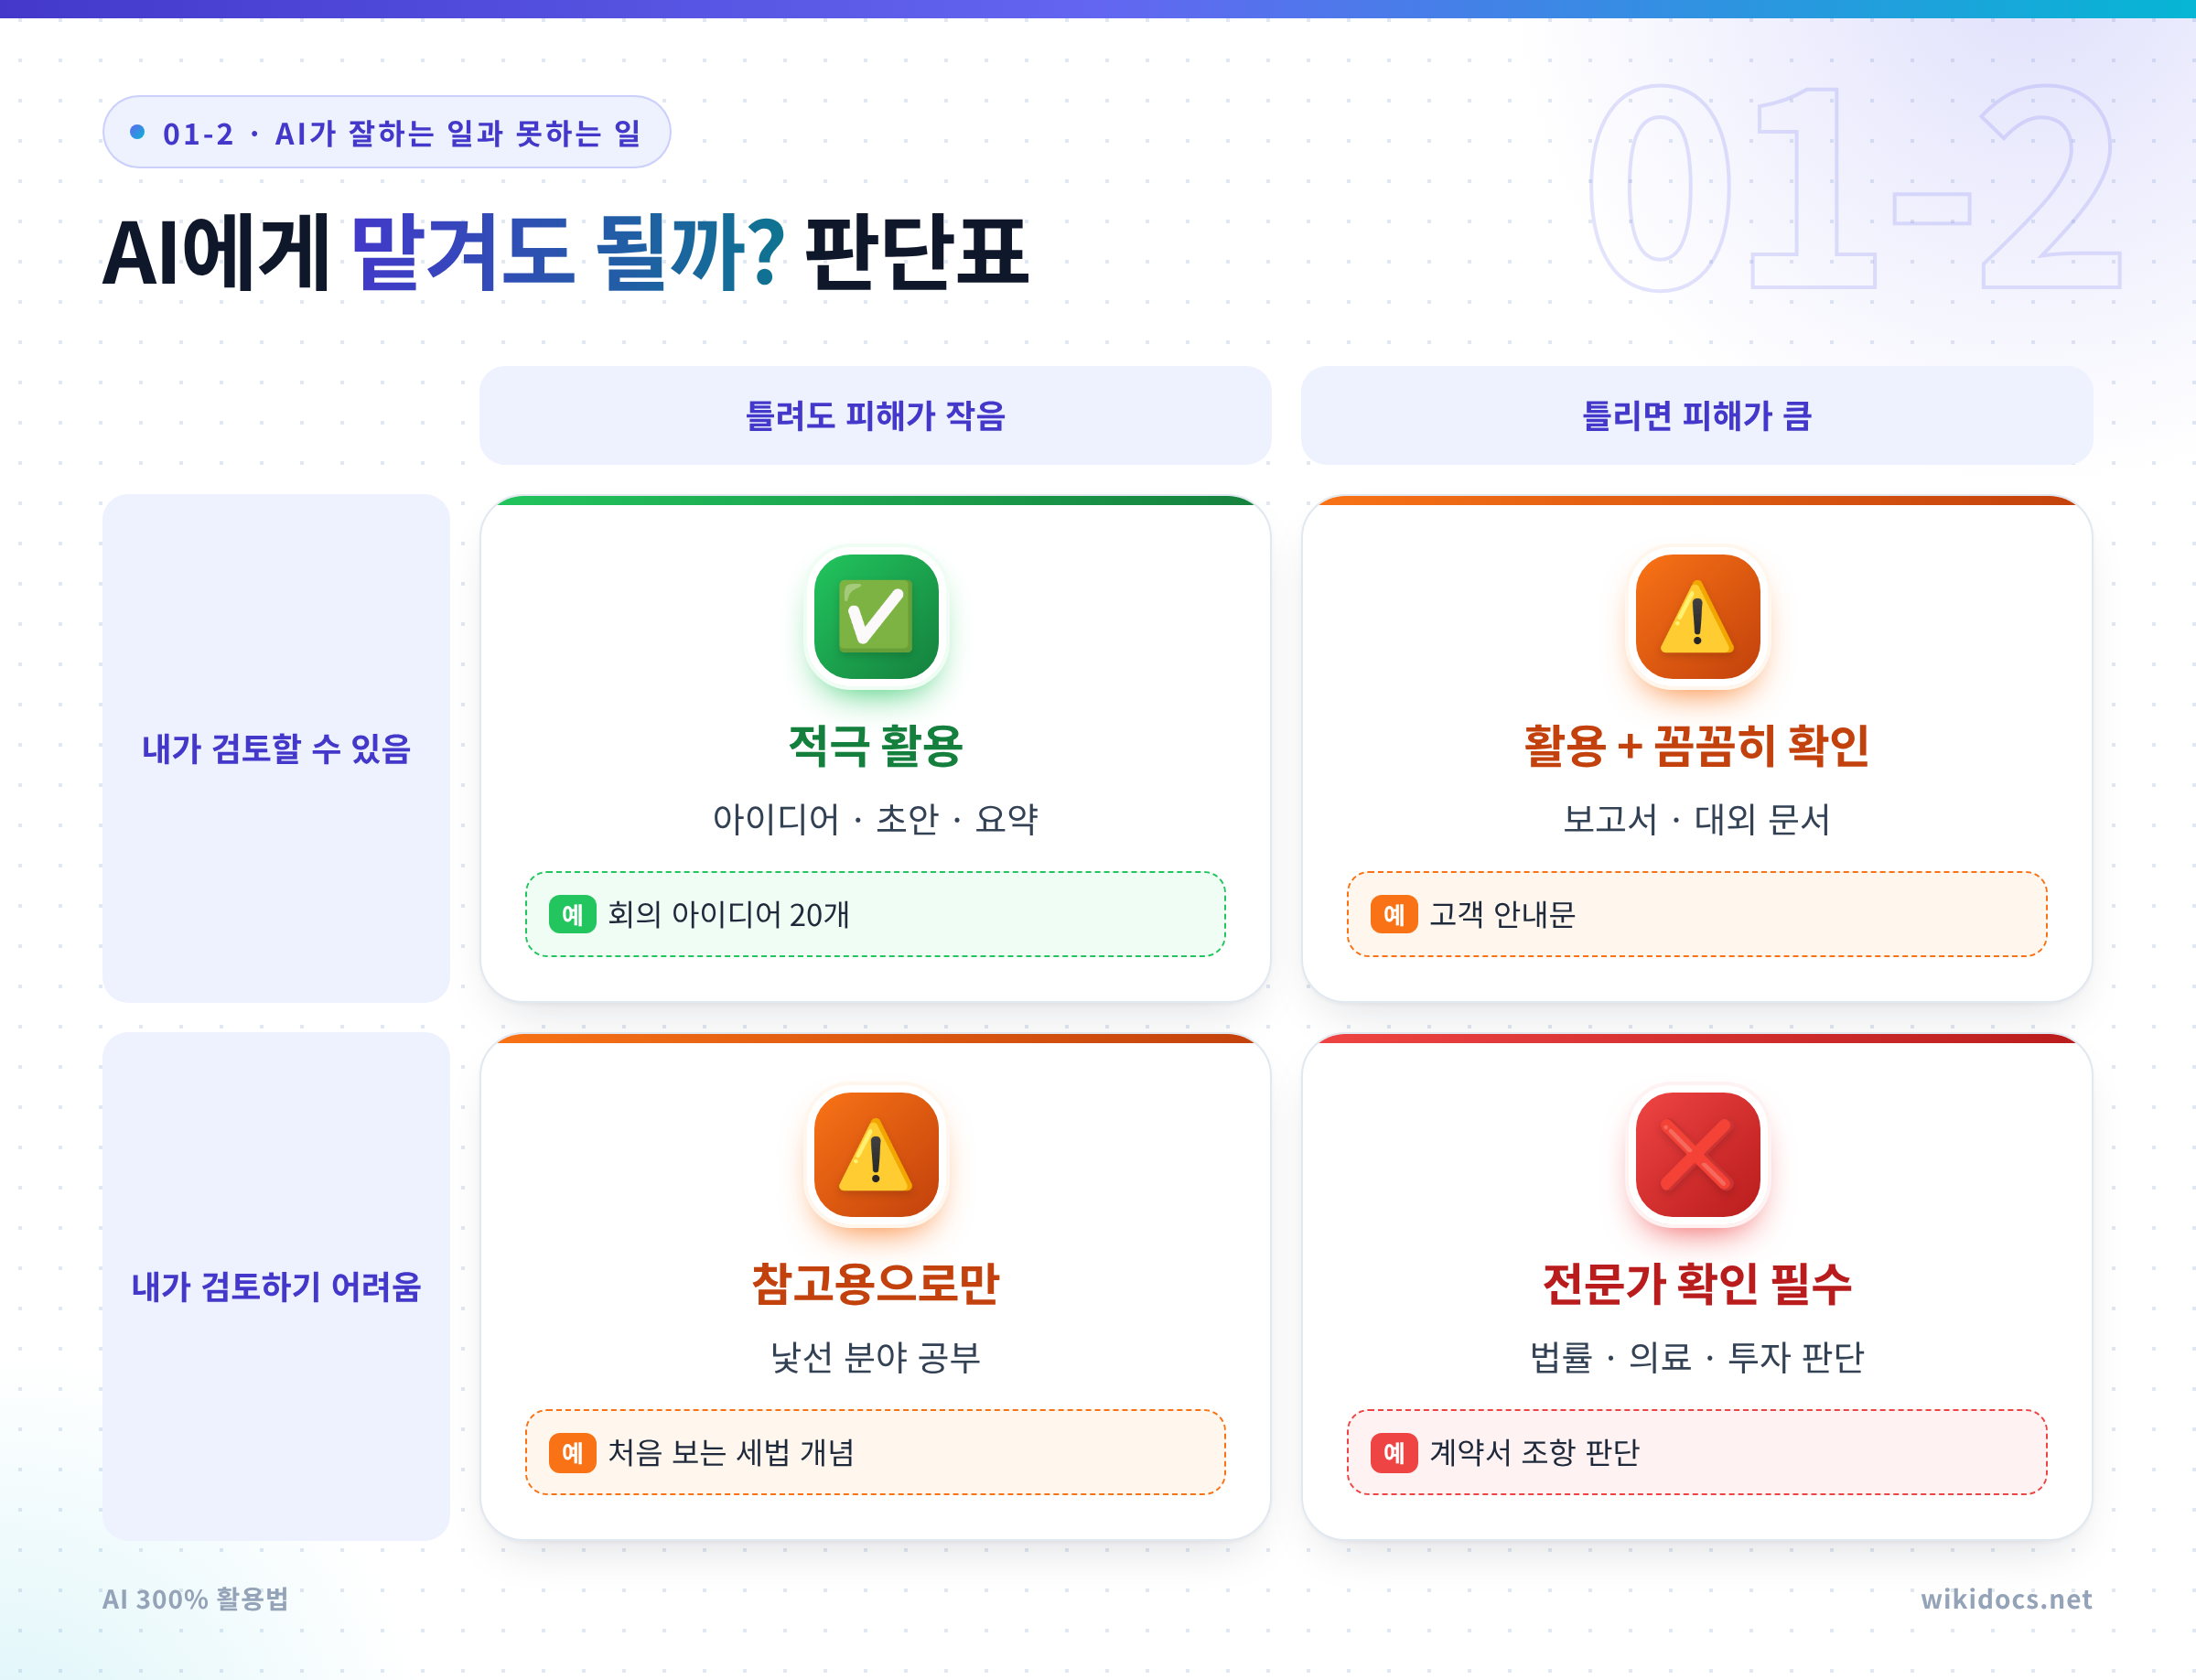 01-2 · AI가 잘하는 일과 못하는 일
01-2
AI에게 맡겨도 될까? 판단표
틀려도 피해가 작음
틀리면 피해가 큼
내가 검토할 수 있음
적극 활용
아이디어 · 초안 · 요약
예 회의 아이디어 20개
활용 + 꼼꼼히 확인
보고서 · 대외 문서
예 고객 안내문
내가 검토하기 어려움
참고용으로만
낯선 분야 공부
예 처음 보는 세법 개념
전문가 확인 필수
법률 · 의료 · 투자 판단
예 계약서 조항 판단
AI 300% 활용법
wikidocs.net